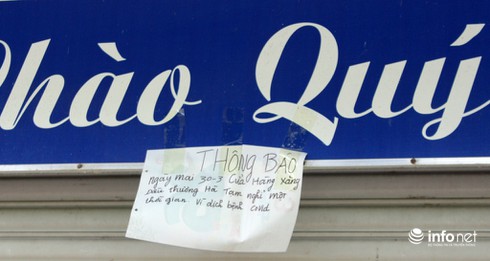 Chào Quý
THÔNG BÁO
Ngày mai 30-3 Cửa Hàng Xăng
dầu thương Hà Tam nghỉ một
thời gian Vì dịch bệnh Covid
infonet